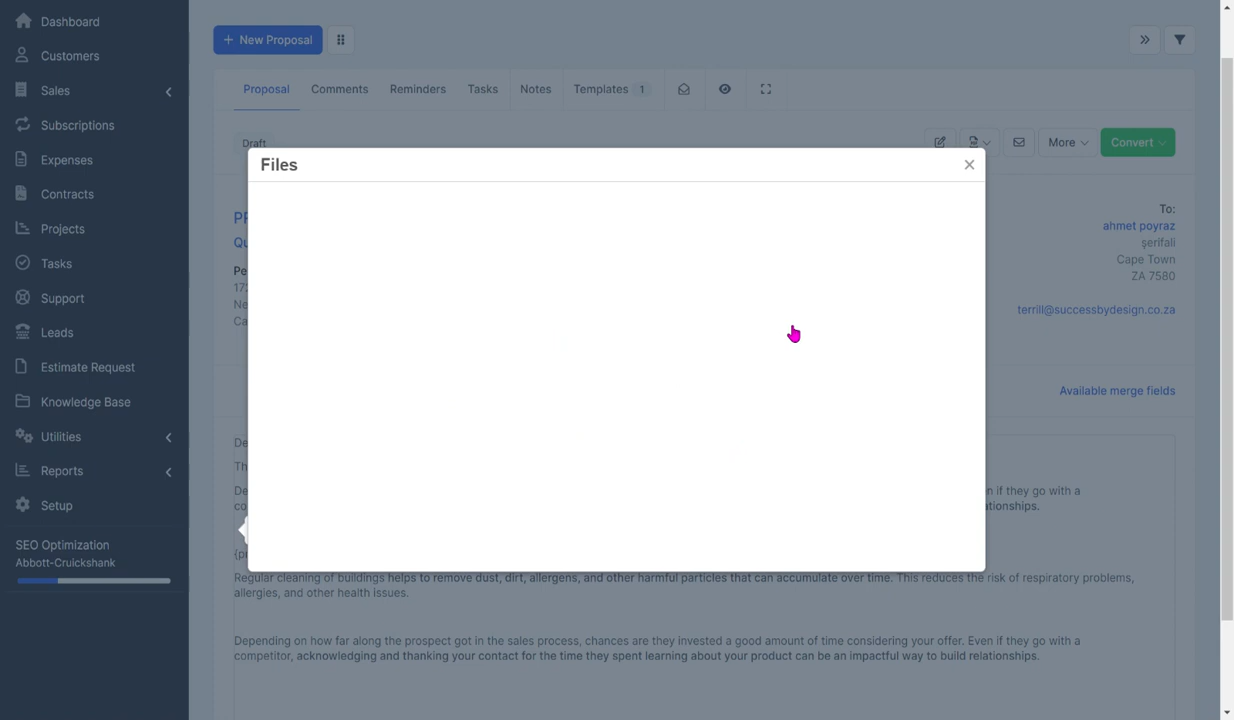 Dashboard
Customers
Sales
Subscriptions
Expenses
Contracts
Projects
Tasks
Support
Leads
Estimate Request
Knowledge Base
Utilities
Reports
Setup
SEO Optimization
Abbott-Cruickshank
+ New Proposal
Proposal Comments Reminders Tasks Notes Templates 1
Draft
More Convert
Files
To:
ahmet poyraz
şerifali
Cape Town
ZA 7580
terrill@successbydesign.co.za
Available merge fields
n if they go with a
ationships.
Regular cleaning of buildings helps to remove dust, dirt, allergens, and other harmful particles that can accumulate over time. This reduces the risk of respiratory problems,
allergies, and other health issues.
Depending on how far along the prospect got in the sales process, chances are they invested a good amount of time considering your offer. Even if they go with a
competitor, acknowledging and thanking your contact for the time they spent learning about your product can be an impactful way to build relationships.